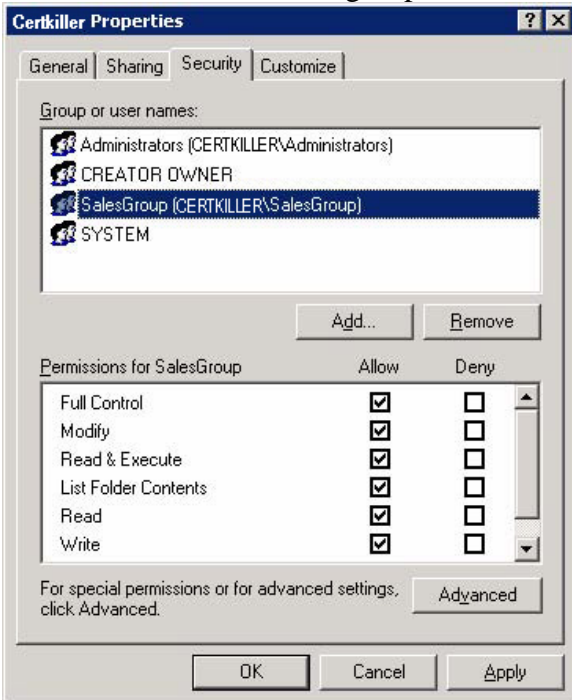 Certkiller Properties
General Sharing Security Customize
Group or user names:
Administrators (CERTKILLER\Administrators)
CREATOR OWNER
SalesGroup (CERTKILLER\SalesGroup)
SYSTEM
Add... Remove
Permissions for SalesGroup Allow Deny
Full Control
Modify
Read & Execute
List Folder Contents
Read
Write
For special permissions or for advanced settings,
click Advanced.
Advanced
OK Cancel Apply